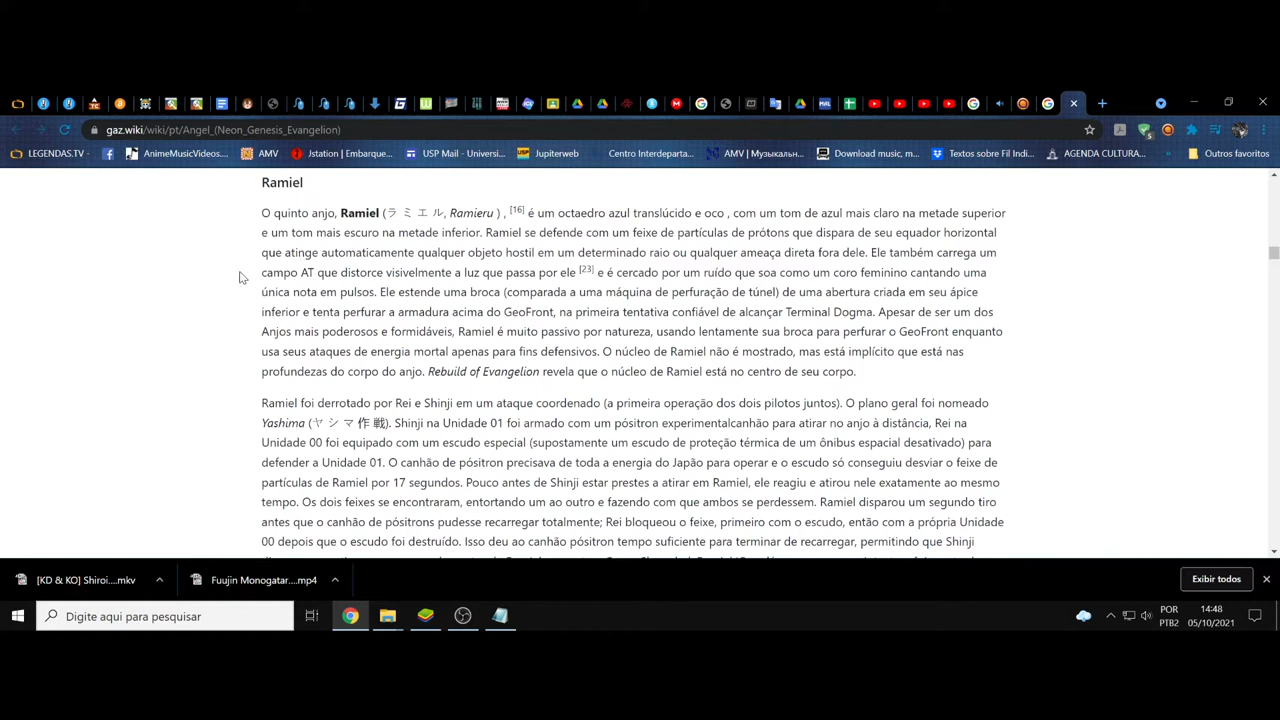 gaz.wiki/wiki/pt/Angel_(Neon_Genesis_Evangelion)
LEGENDAS.TV -
AnimeMusicVideos...
AMV
Jstation | Embarque...
USP Mail - Universi...
Jupiterweb
Centro Interdeparta...
AMV | Музыкальн...
Download music, m...
Textos sobre Fil Indi...
AGENDA CULTURA...
»
Outros favoritos
Ramiel
O quinto anjo, Ramiel (ラ ミ エ ル, Ramieru ) , [16] é um octaedro azul translúcido e oco , com um tom de azul mais claro na metade superior
e um tom mais escuro na metade inferior. Ramiel se defende com um feixe de partículas de prótons que dispara de seu equador horizontal
que atinge automaticamente qualquer objeto hostil em um determinado raio ou qualquer ameaça direta fora dele. Ele também carrega um
campo AT que distorce visivelmente a luz que passa por ele [23] e é cercado por um ruído que soa como um coro feminino cantando uma
única nota em pulsos. Ele estende uma broca (comparada a uma máquina de perfuração de túnel) de uma abertura criada em seu ápice
inferior e tenta perfurar a armadura acima do GeoFront, na primeira tentativa confiável de alcançar Terminal Dogma. Apesar de ser um dos
Anjos mais poderosos e formidáveis, Ramiel é muito passivo por natureza, usando lentamente sua broca para perfurar o GeoFront enquanto
usa seus ataques de energia mortal apenas para fins defensivos. O núcleo de Ramiel não é mostrado, mas está implícito que está nas
profundezas do corpo do anjo. Rebuild of Evangelion revela que o núcleo de Ramiel está no centro de seu corpo.
Ramiel foi derrotado por Rei e Shinji em um ataque coordenado (a primeira operação dos dois pilotos juntos). O plano geral foi nomeado
Yashima (ヤ シ マ 作 戦). Shinji na Unidade 01 foi armado com um pósitron experimentalcanhão para atirar no anjo à distância, Rei na
Unidade 00 foi equipado com um escudo especial (supostamente um escudo de proteção térmica de um ônibus espacial desativado) para
defender a Unidade 01. O canhão de pósitron precisava de toda a energia do Japão para operar e o escudo só conseguiu desviar o feixe de
partículas de Ramiel por 17 segundos. Pouco antes de Shinji estar prestes a atirar em Ramiel, ele reagiu e atirou nele exatamente ao mesmo
tempo. Os dois feixes se encontraram, entortando um ao outro e fazendo com que ambos se perdessem. Ramiel disparou um segundo tiro
antes que o canhão de pósitrons pudesse recarregar totalmente; Rei bloqueou o feixe, primeiro com o escudo, então com a própria Unidade
00 depois que o escudo foi destruído. Isso deu ao canhão pósitron tempo suficiente para terminar de recarregar, permitindo que Shinji
[KD & KO] Shiroi....mkv
Fuujin Monogatar....mp4
Exibir todos
Digite aqui para pesquisar
POR
PTB2
14:48
05/10/2021